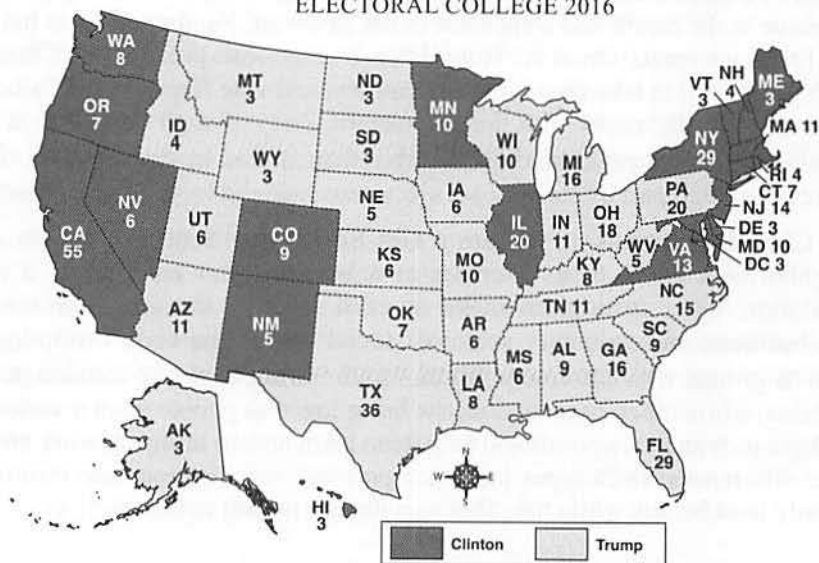 ELECTORAL COLLEGE 2016
WA
8
OR
7
CA
55
NV
6
ID
4
MT
3
WY
3
UT
6
AZ
11
CO
9
NM
5
ND
3
SD
3
NE
5
KS
6
OK
7
TX
36
MN
10
IA
6
MO
10
AR
6
LA
8
WI
10
IL
20
MI
16
IN
11
OH
18
KY
8
TN 11
MS
6
AL
9
GA
16
FL
29
SC
9
NC
15
VA
13
WV
5
PA
20
NY
29
VT
3
NH
4
ME
3
MA 11
HI 4
CT 7
NJ 14
DE 3
MD 10
DC 3
AK
3
HI
3
N
Clinton
Trump